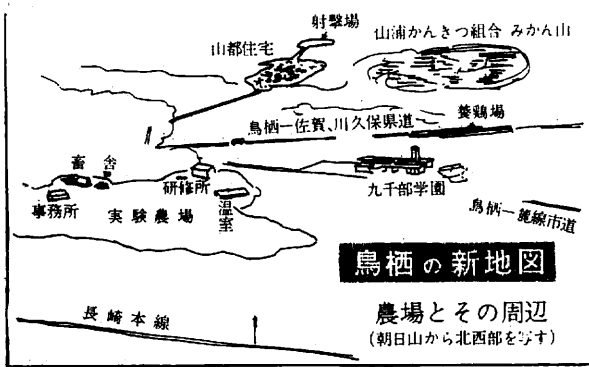 射撃場
山都住宅
山浦かんきつ組合 みかん山
鳥栖ー佐賀、川久保県道
養鶏場
畜舎
研修所
九千部学園
事務所
実験農場
温室
鳥栖ー麓線市道
鳥栖の新地図
農場とその周辺
(朝日山から北西部を写す)
長崎本線